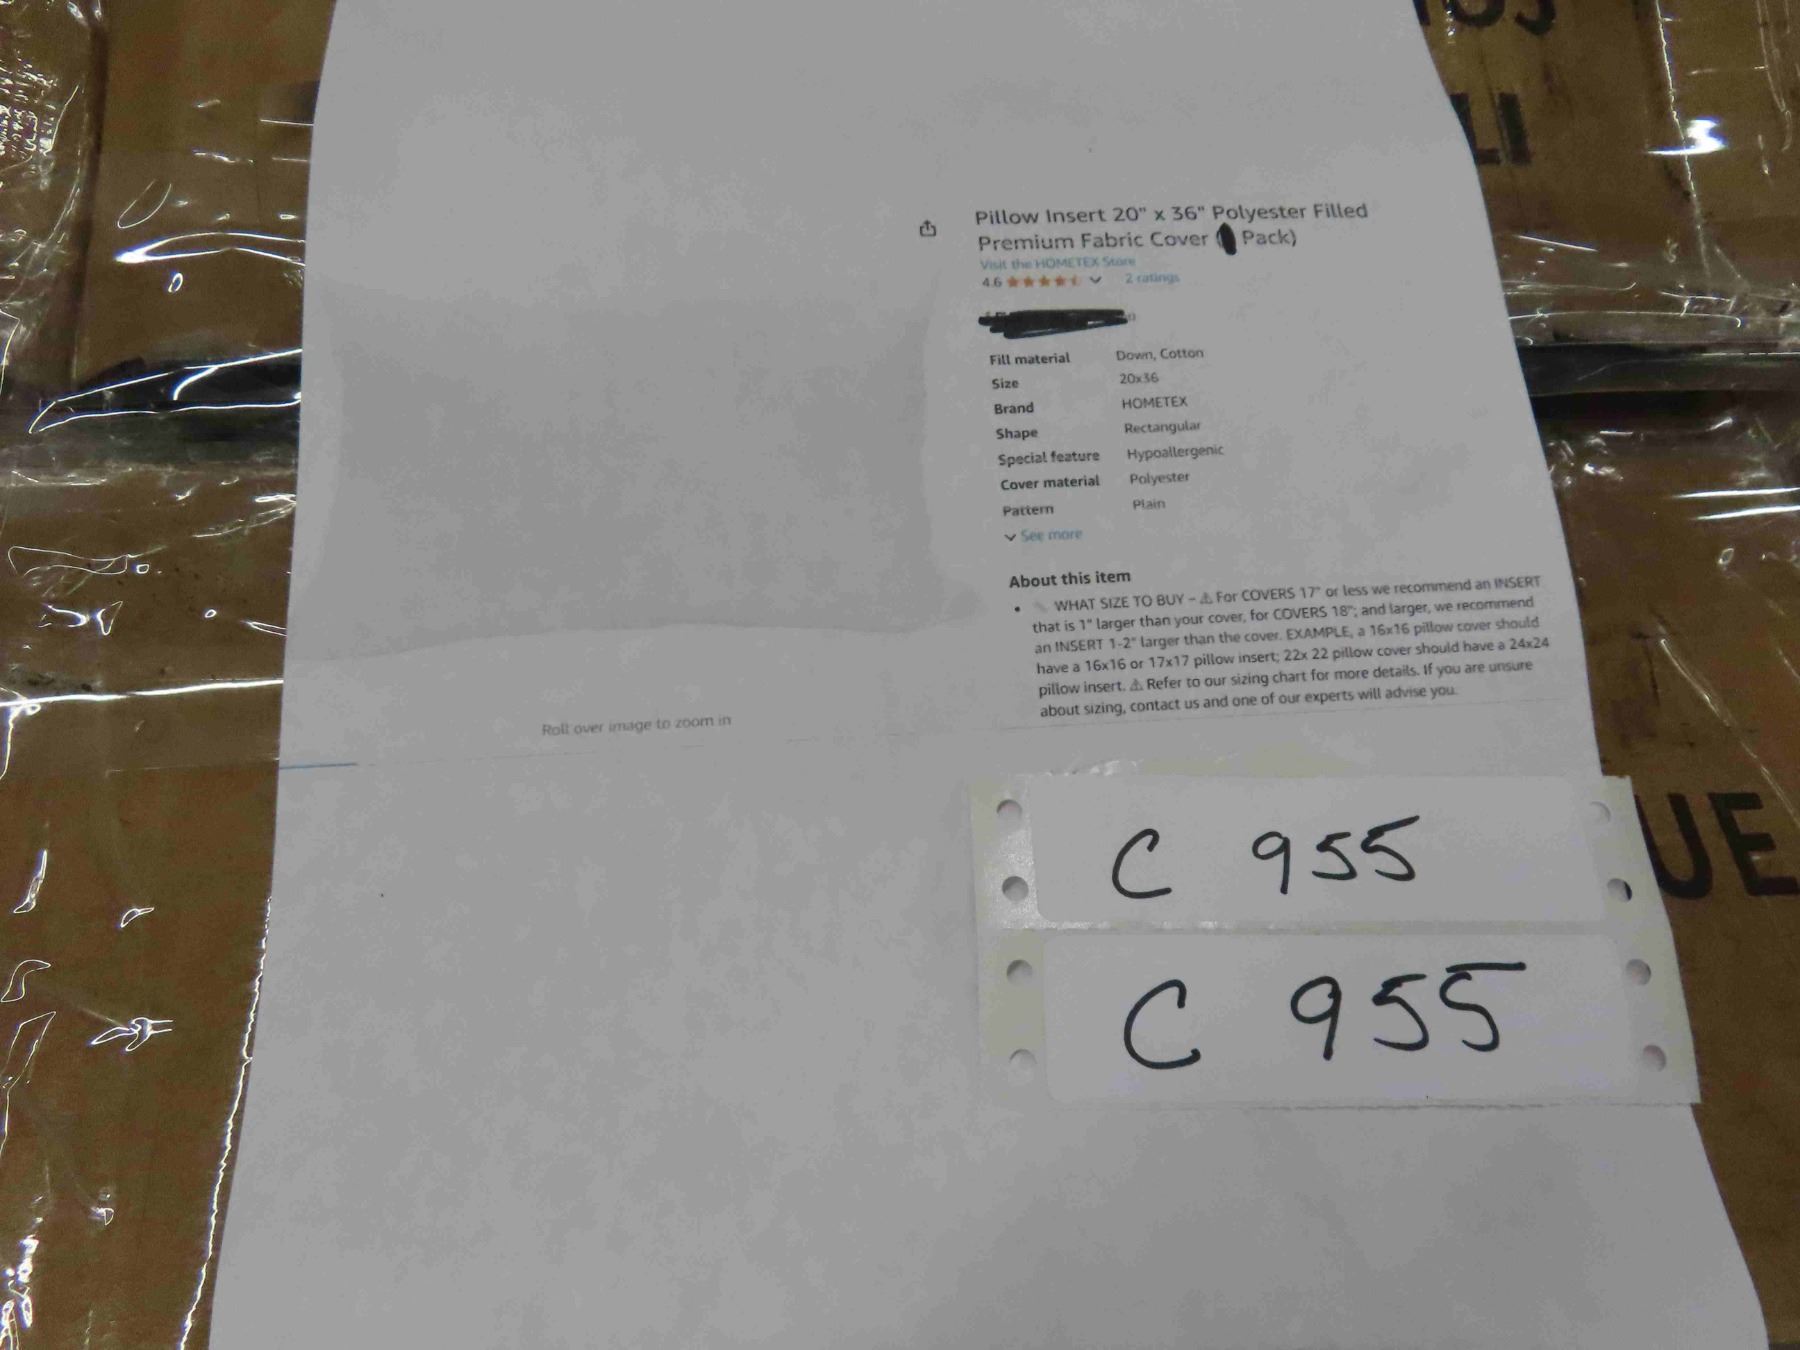 LI
Pillow Insert 20" x 36" Polyester Filled
Premium Fabric Cover ( Pack)
Visit the HOMETEX Store
4.6 2 ratings
Fill material Down, Cotton
Size 20x36
Brand HOMETEX
Shape Rectangular
Special feature Hypoallergenic
Cover material Polyester
Pattern Plain
See more
About this item
• WHAT SIZE TO BUY – ⚠ For COVERS 17" or less we recommend an INSERT
that is 1" larger than your cover, for COVERS 18"; and larger, we recommend
an INSERT 1-2" larger than the cover. EXAMPLE, a 16x16 pillow cover should
have a 16x16 or 17x17 pillow insert; 22x 22 pillow cover should have a 24x24
pillow insert. ⚠ Refer to our sizing chart for more details. If you are unsure
about sizing, contact us and one of our experts will advise you.
Roll over image to zoom in
C 955
UE
C 955